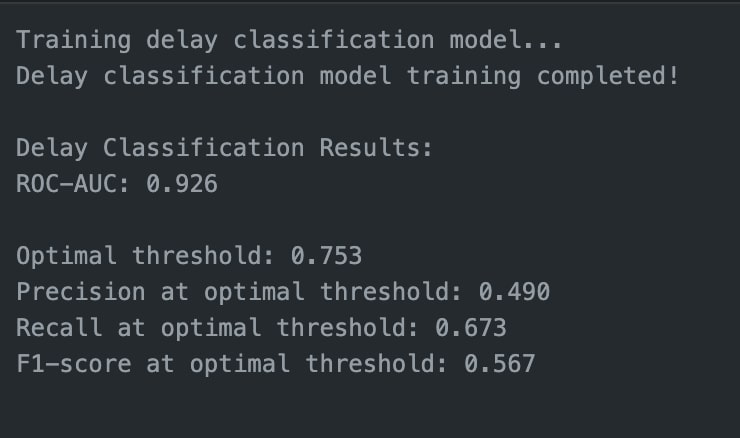 Training delay classification model...
Delay classification model training completed!
Delay Classification Results:
ROC-AUC: 0.926
Optimal threshold: 0.753
Precision at optimal threshold: 0.490
Recall at optimal threshold: 0.673
F1-score at optimal threshold: 0.567